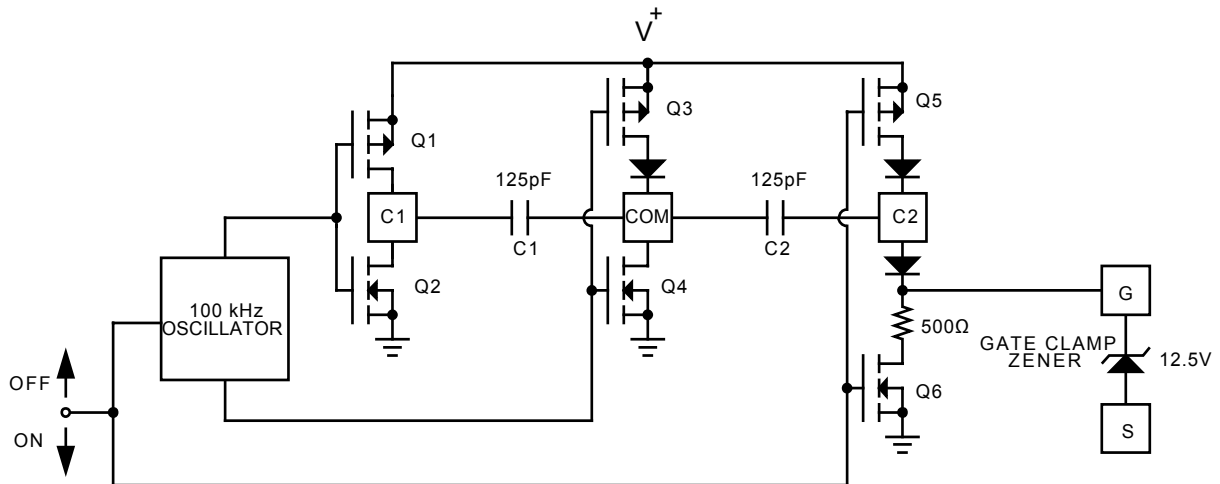 V+
Q3
Q5
Q1
125pF
125pF
C1
COM
C2
C1
C2
Q2
Q4
100 kHz
OSCILLATOR
G
500Ω
GATE CLAMP
ZENER
12.5V
OFF
Q6
ON
S